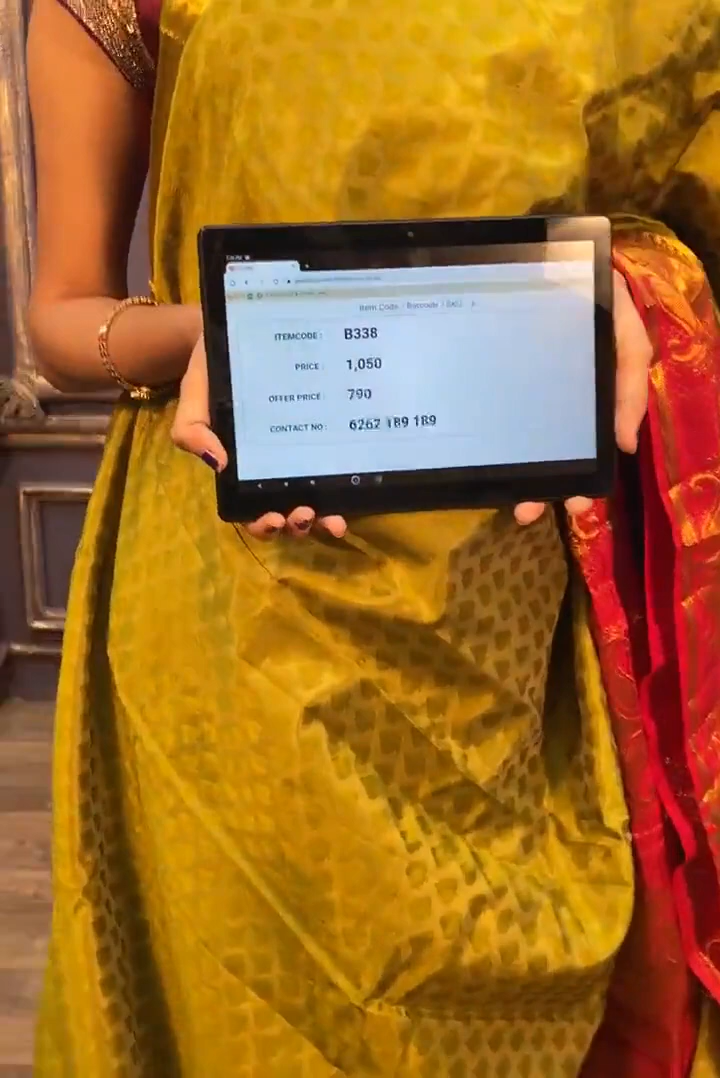 Item Code / Barcode / SKU
ITEMCODE : B338
PRICE : 1,050
OFFER PRICE : 790
CONTACT NO : 6262 189 189